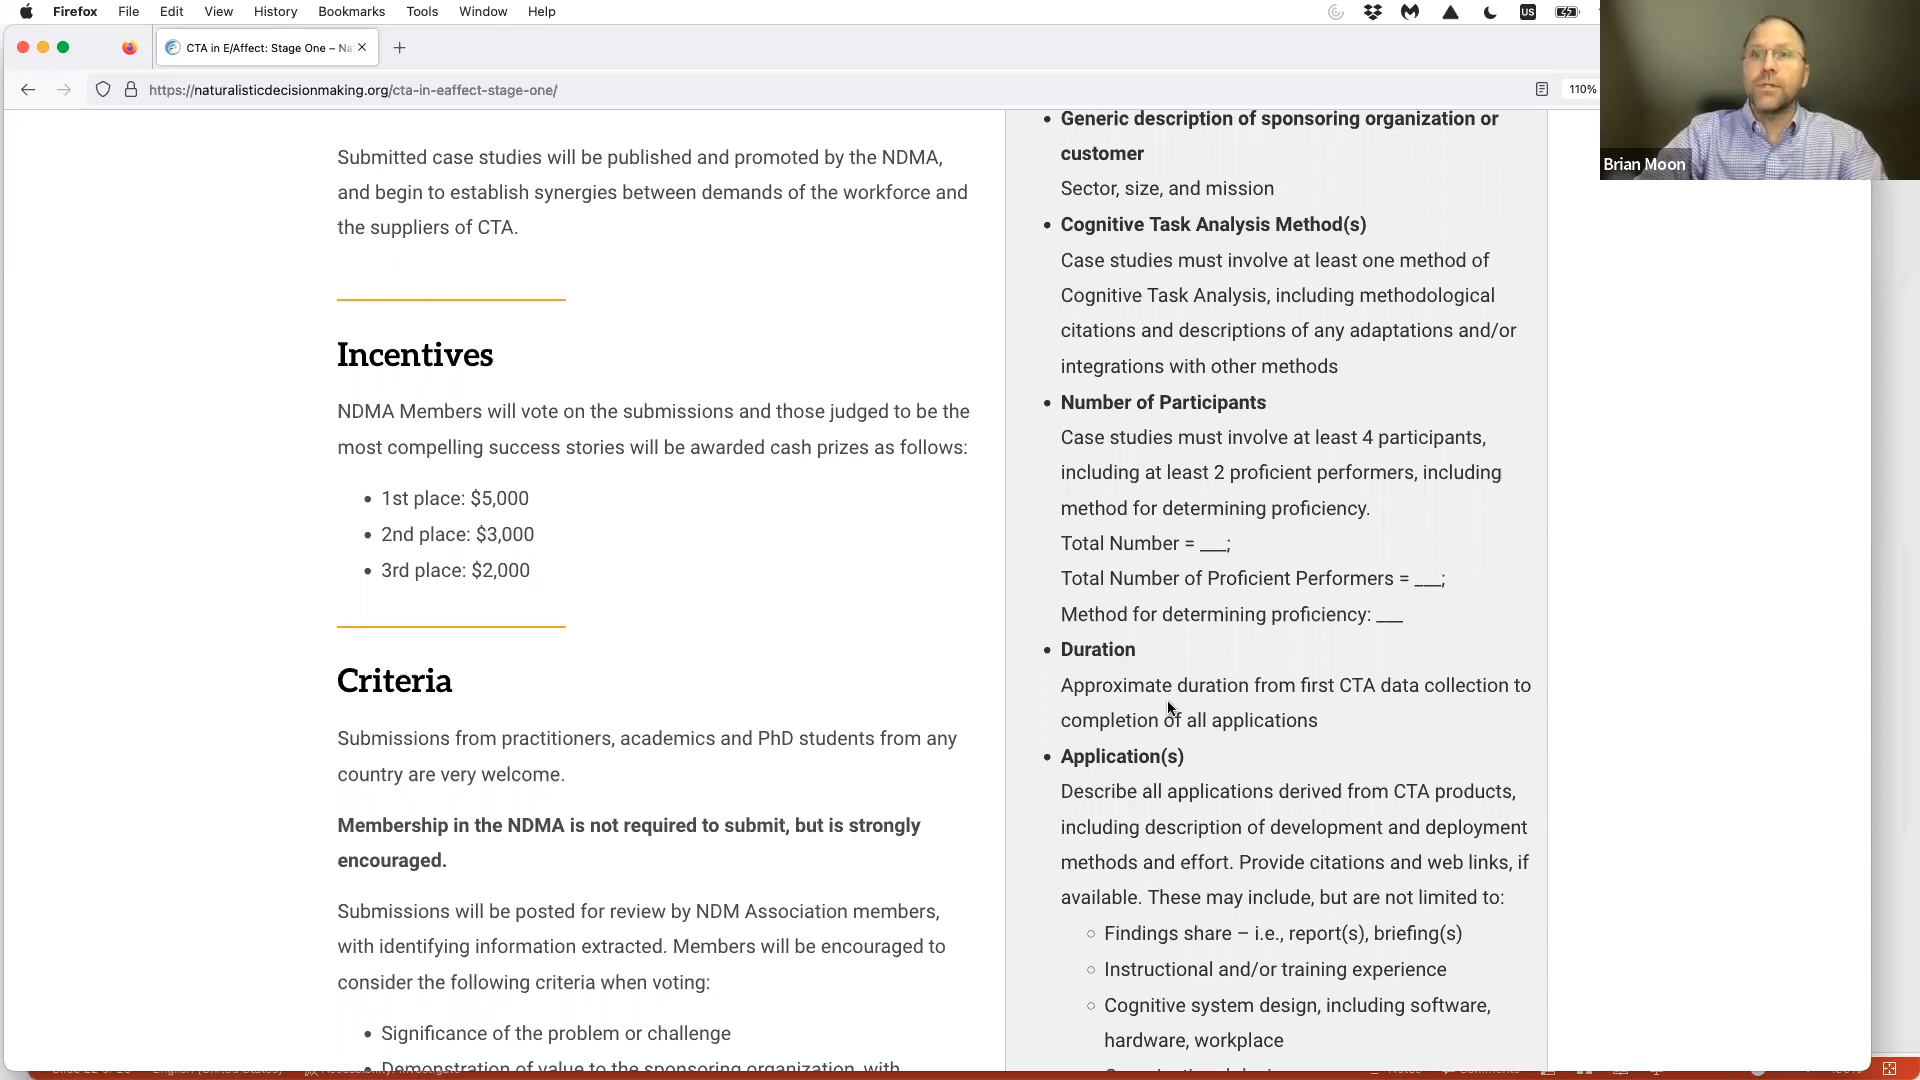 Firefox File Edit View History Bookmarks Tools Window Help US
CTA in E/Affect: Stage One – Na
https://naturalisticdecisionmaking.org/cta-in-eaffect-stage-one/
110%
Brian Moon
Submitted case studies will be published and promoted by the NDMA,
and begin to establish synergies between demands of the workforce and
the suppliers of CTA.
Incentives
NDMA Members will vote on the submissions and those judged to be the
most compelling success stories will be awarded cash prizes as follows:
• 1st place: $5,000
• 2nd place: $3,000
• 3rd place: $2,000
Criteria
Submissions from practitioners, academics and PhD students from any
country are very welcome.
Membership in the NDMA is not required to submit, but is strongly
encouraged.
Submissions will be posted for review by NDM Association members,
with identifying information extracted. Members will be encouraged to
consider the following criteria when voting:
• Significance of the problem or challenge
• Demonstration of value to the sponsoring organization, with
• Generic description of sponsoring organization or
customer
Sector, size, and mission
• Cognitive Task Analysis Method(s)
Case studies must involve at least one method of
Cognitive Task Analysis, including methodological
citations and descriptions of any adaptations and/or
integrations with other methods
• Number of Participants
Case studies must involve at least 4 participants,
including at least 2 proficient performers, including
method for determining proficiency.
Total Number = ___;
Total Number of Proficient Performers = ___;
Method for determining proficiency: ___
• Duration
Approximate duration from first CTA data collection to
completion of all applications
• Application(s)
Describe all applications derived from CTA products,
including description of development and deployment
methods and effort. Provide citations and web links, if
available. These may include, but are not limited to:
○ Findings share – i.e., report(s), briefing(s)
○ Instructional and/or training experience
○ Cognitive system design, including software,
hardware, workplace